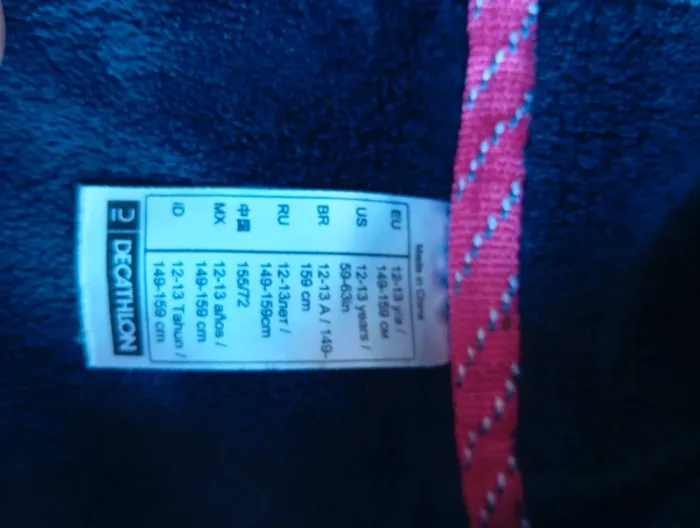 Made in China
EU 12-13 yrs /
149-159 см
US 12-13 years /
59-63in
BR 12-13 A / 149-
159 cm
RU 12-13лет /
149-159cm
中国 155/72
MX 12-13 años /
149-159 cm
ID 12-13 Tahun /
149-159 cm
DECATHLON